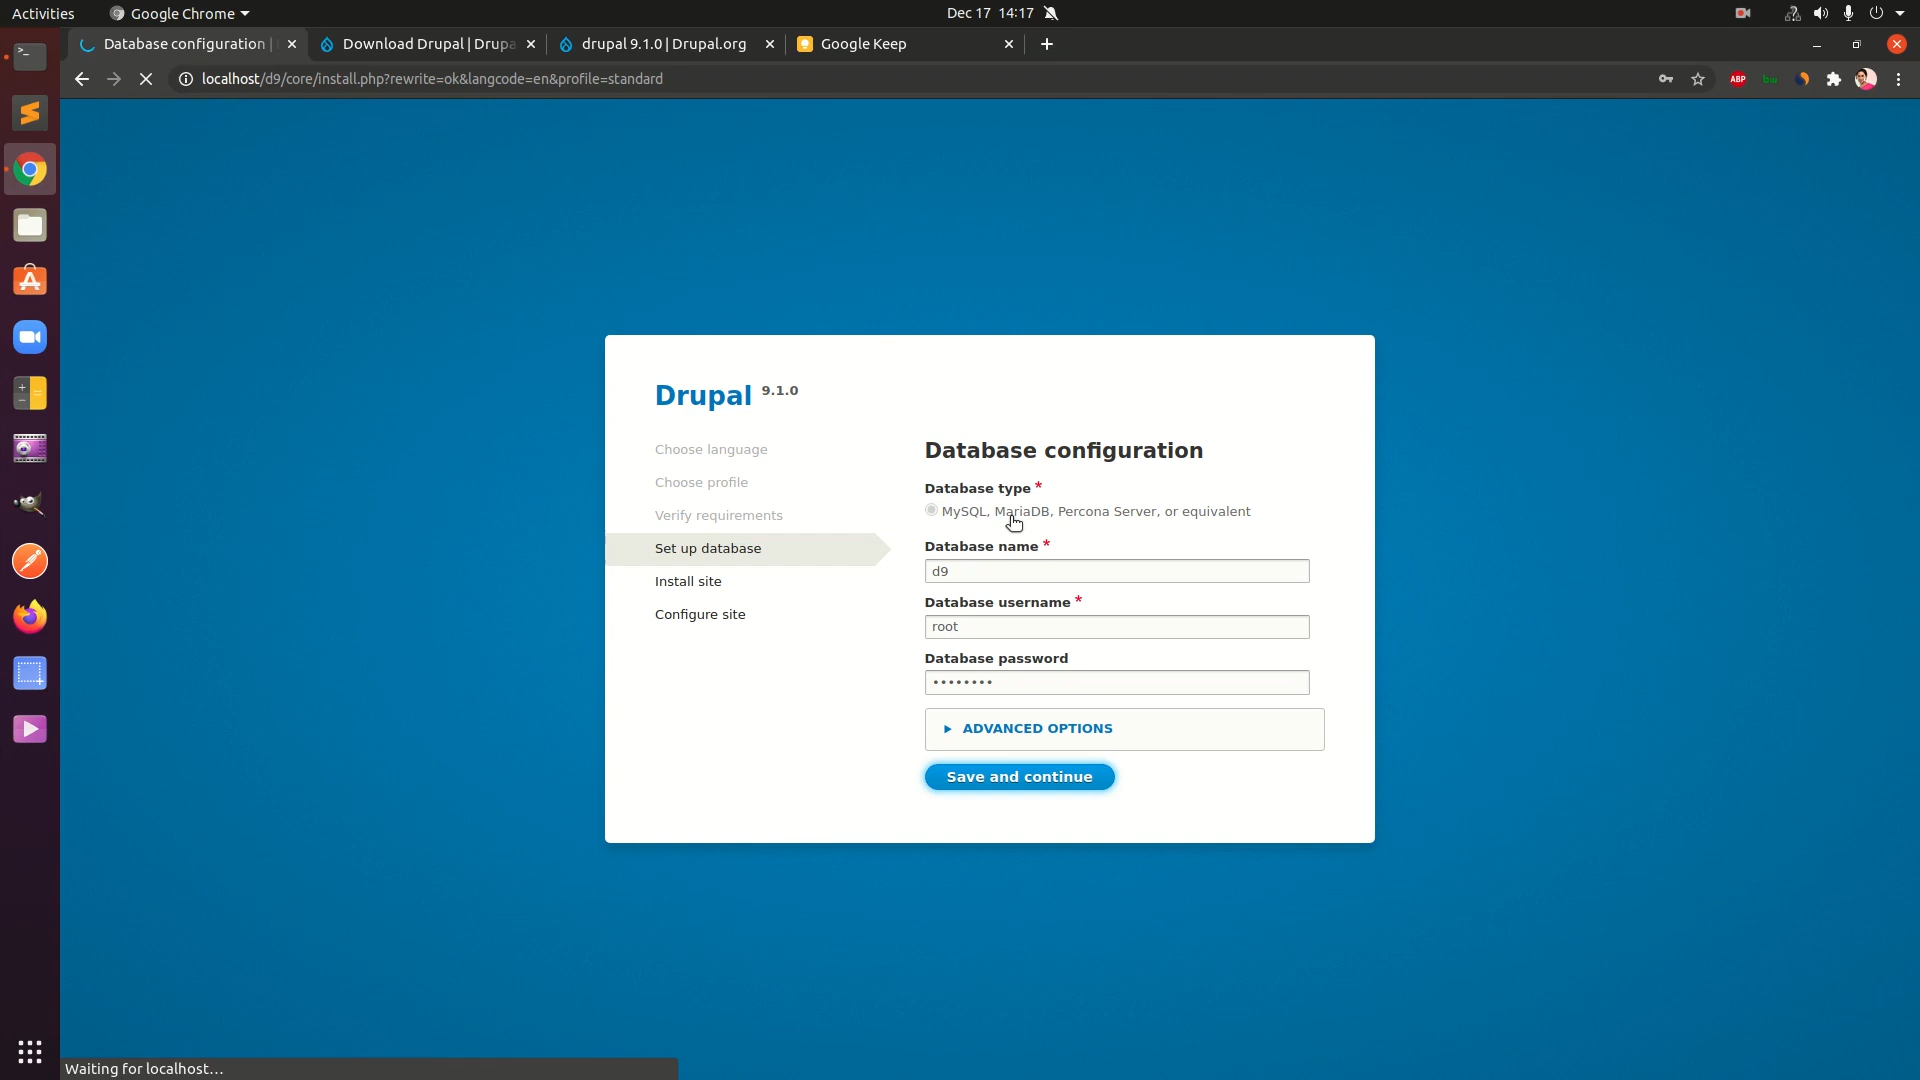 Activities
Google Chrome
Dec 17 14:17
Database configuration |
Download Drupal | Drupa
drupal 9.1.0 | Drupal.org
Google Keep
localhost/d9/core/install.php?rewrite=ok&langcode=en&profile=standard
ABP
bw
Drupal 9.1.0
Choose language
Choose profile
Verify requirements
Set up database
Install site
Configure site
Database configuration
Database type *
MySQL, MariaDB, Percona Server, or equivalent
Database name *
d9
Database username *
root
Database password
••••••••
ADVANCED OPTIONS
Save and continue
Waiting for localhost...